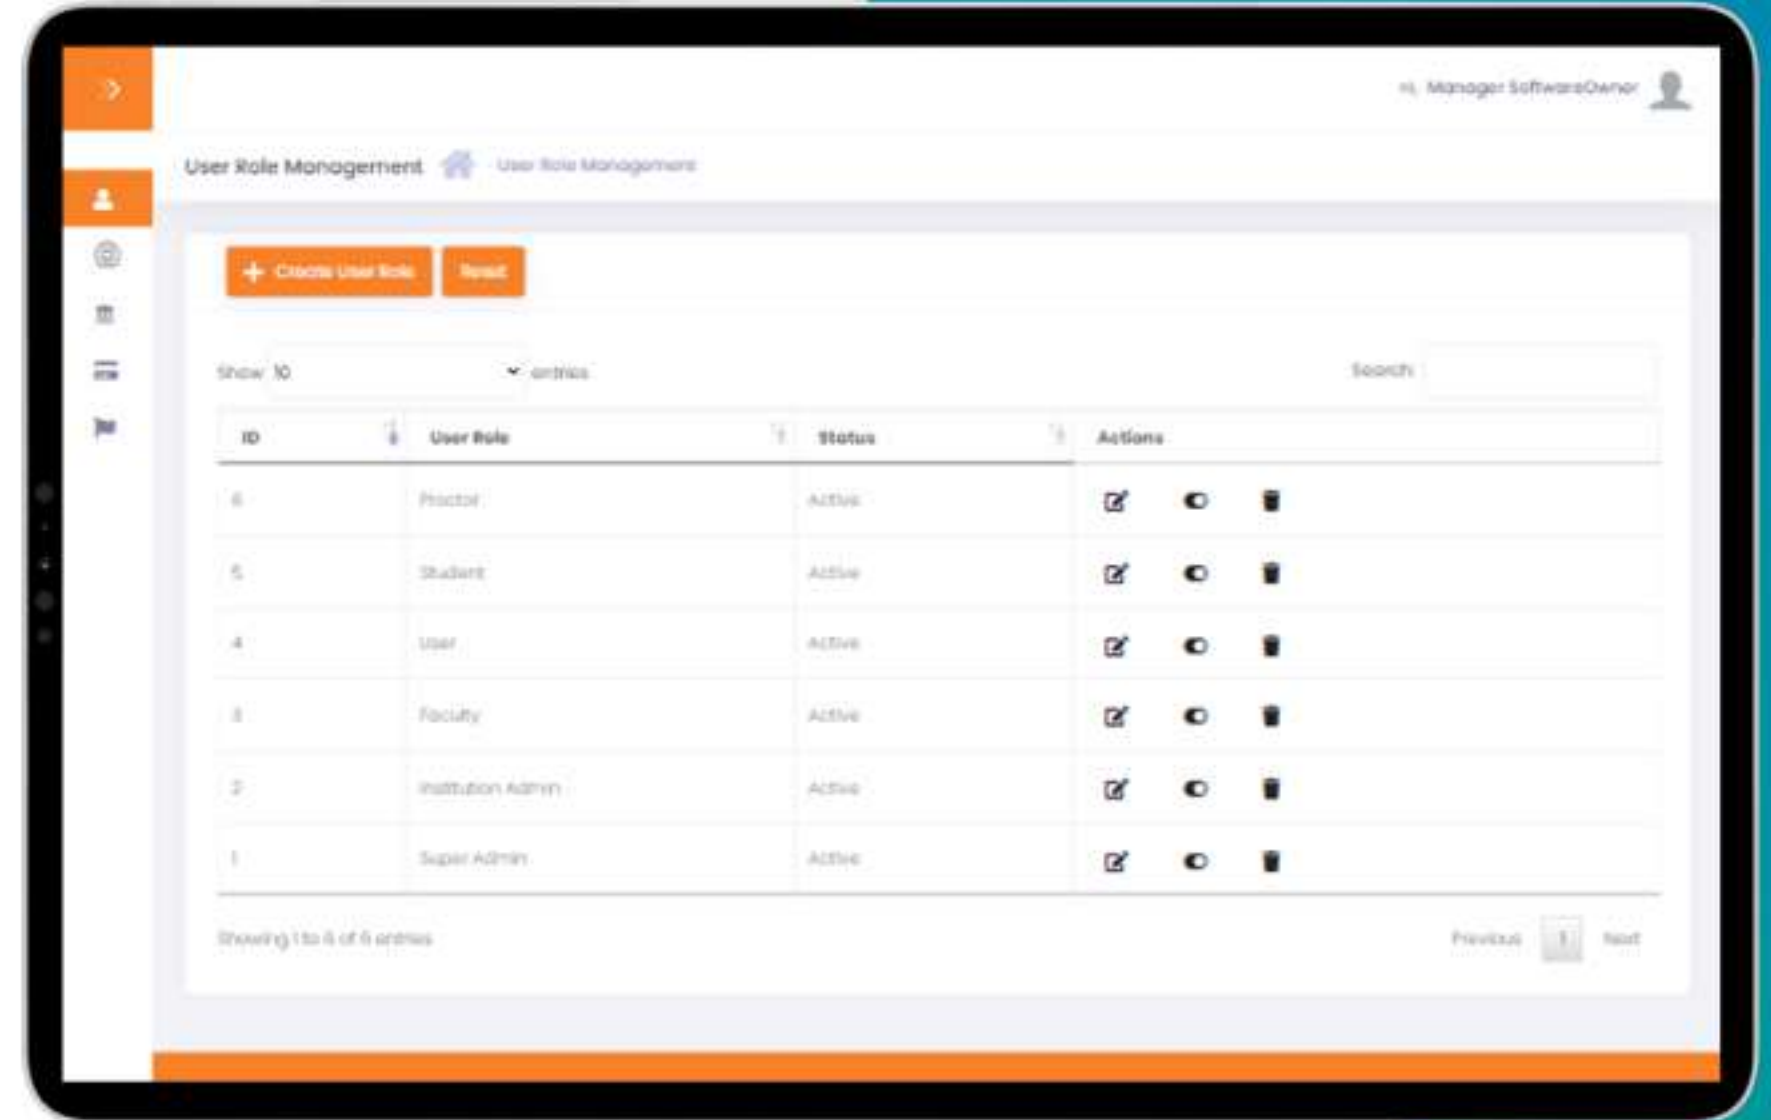 Hi, Manager SoftwareOwner
User Role Management User Role Management
Create User Role Reset
Show 10 entries Search:
ID User Role Status Actions
6 Proctor Active
5 Student Active
4 User Active
3 Faculty Active
2 Institution Admin Active
1 Super Admin Active
Showing 1 to 6 of 6 entries Previous 1 Next